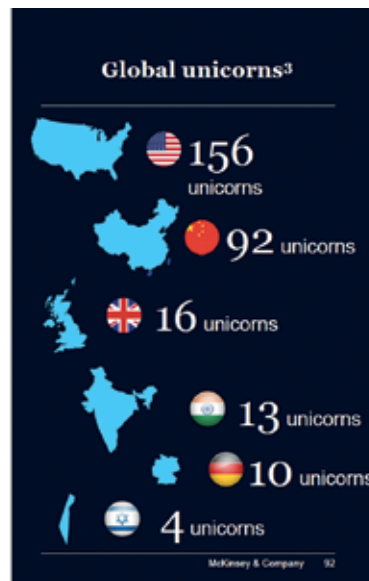 Global unicorns³
156
unicorns
92 unicorns
16 unicorns
13 unicorns
10 unicorns
4 unicorns
McKinsey & Company 92